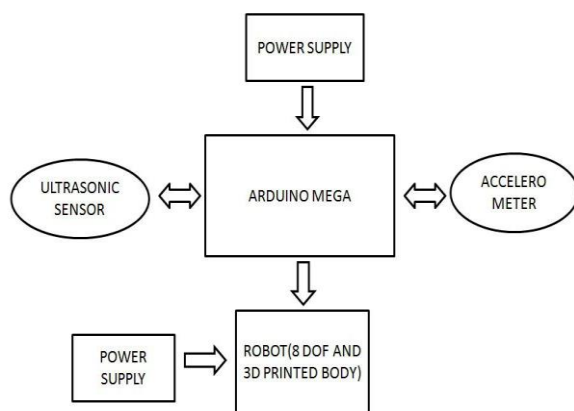 POWER SUPPLY
ULTRASONIC
SENSOR
ARDUINO MEGA
ACCELERO
METER
POWER
SUPPLY
ROBOT(8 DOF AND
3D PRINTED BODY)